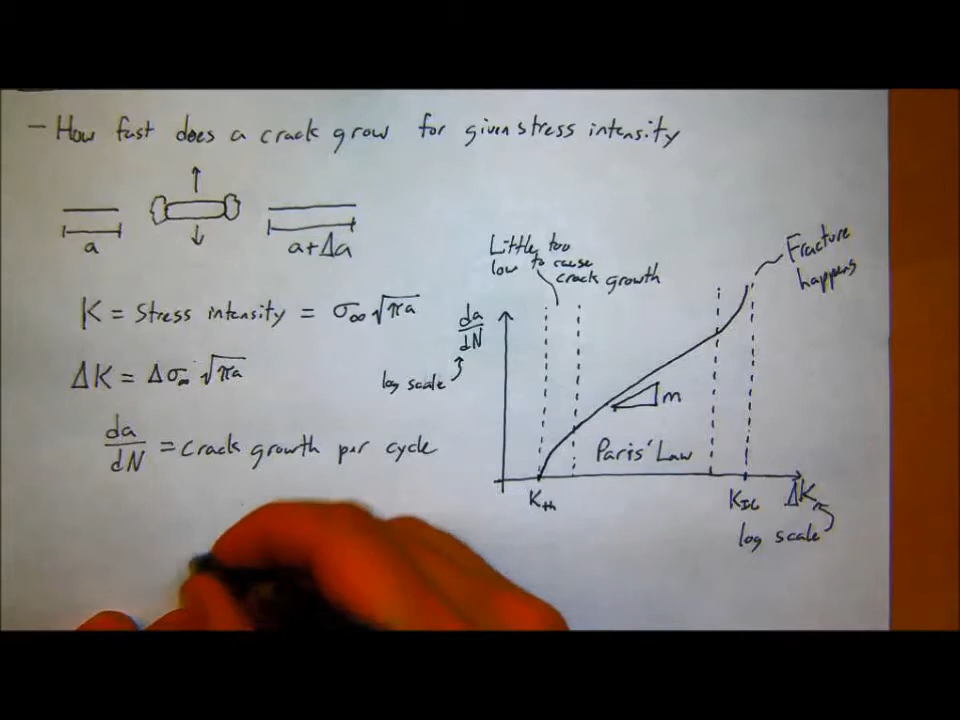 - How fast does a crack grow for given stress intensity
a
a+Δa
K = Stress intensity = σ∞ √πa
ΔK = Δσ∞ √πa
da/dN = Crack growth per cycle
Little too
low to cause
crack growth
Fracture
happens
da/dN
log scale
m
Paris' Law
Kth
KIC
ΔK
log scale